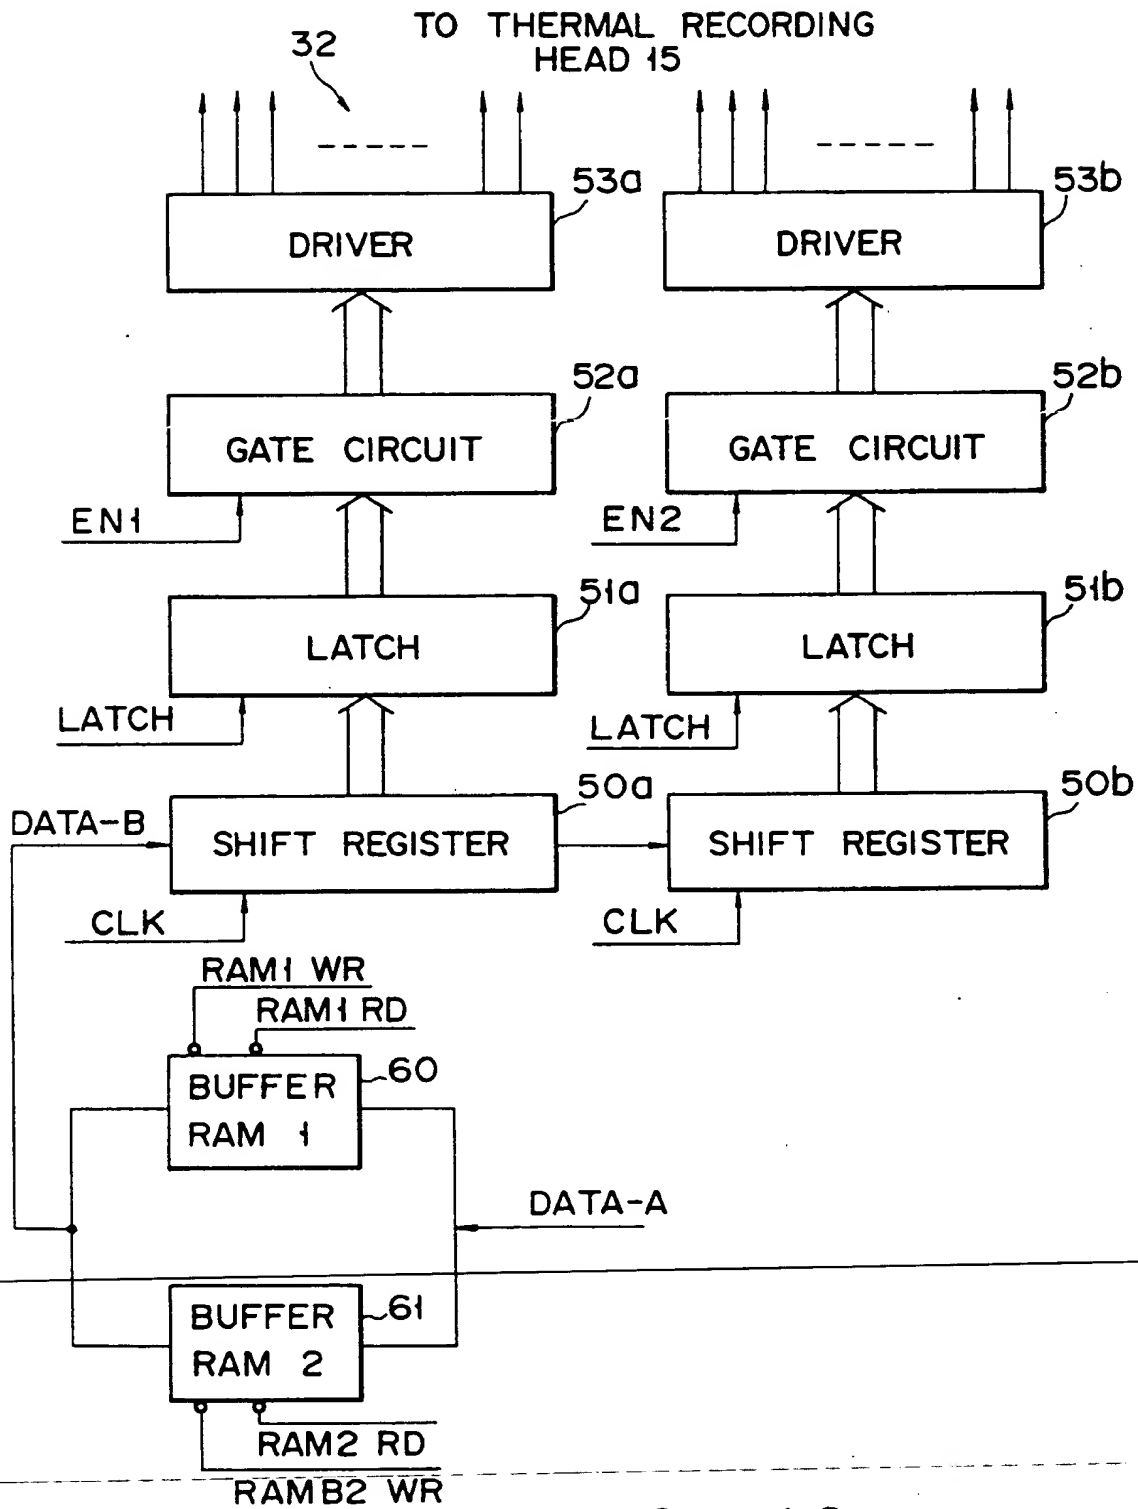 TO THERMAL RECORDING
HEAD 15
32
53a
53b
DRIVER
DRIVER
52a
52b
GATE CIRCUIT
GATE CIRCUIT
EN1
EN2
51a
51b
LATCH
LATCH
LATCH
LATCH
50a
50b
DATA-B
SHIFT REGISTER
SHIFT REGISTER
CLK
CLK
RAM1 WR
RAM1 RD
60
BUFFER
RAM 1
DATA-A
61
BUFFER
RAM 2
RAM2 RD
RAMB2 WR